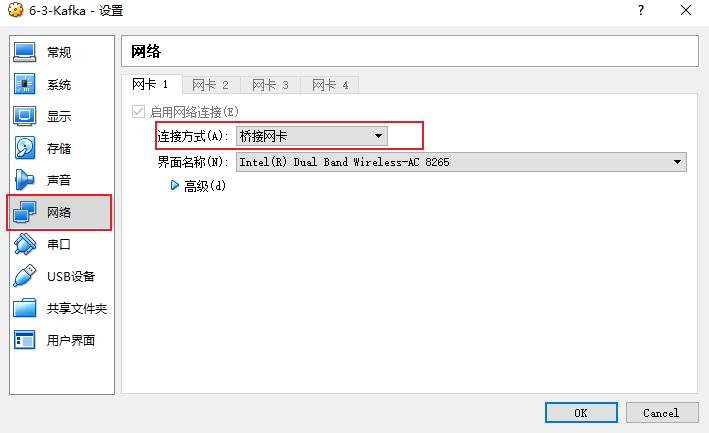 6-3-Kafka - 设置
?
常规
系统
显示
存储
声音
网络
串口
USB设备
共享文件夹
用户界面
网络
网卡 1 网卡 2 网卡 3 网卡 4
启用网络连接(E)
连接方式(A): 桥接网卡
界面名称(N): Intel(R) Dual Band Wireless-AC 8265
高级(d)
OK Cancel